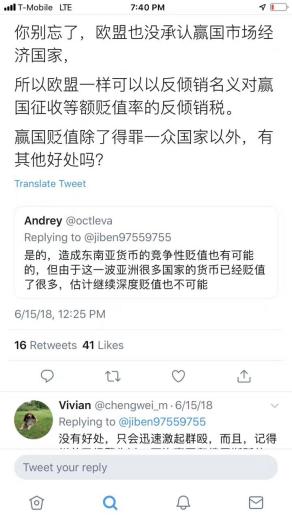 T-Mobile LTE 7:40 PM
你别忘了，欧盟也没承认赢国市场经
济国家，
所以欧盟一样可以以反倾销名义对赢
国征收等额贬值率的反倾销税。
赢国贬值除了得罪一众国家以外，有
其他好处吗?
Translate Tweet
Andrey @octleva
Replying to @jiben97559755
是的，造成东南亚货币的竞争性贬值也有可能
的，但由于这一波亚洲很多国家的货币已经贬值
了很多，估计继续深度贬值也不可能
6/15/18, 12:25 PM
16 Retweets 41 Likes
Vivian @chengwei_m · 6/15/18
Replying to @jiben97559755
没有好处，只会迅速激起群殴，而且，记得
Tweet your reply